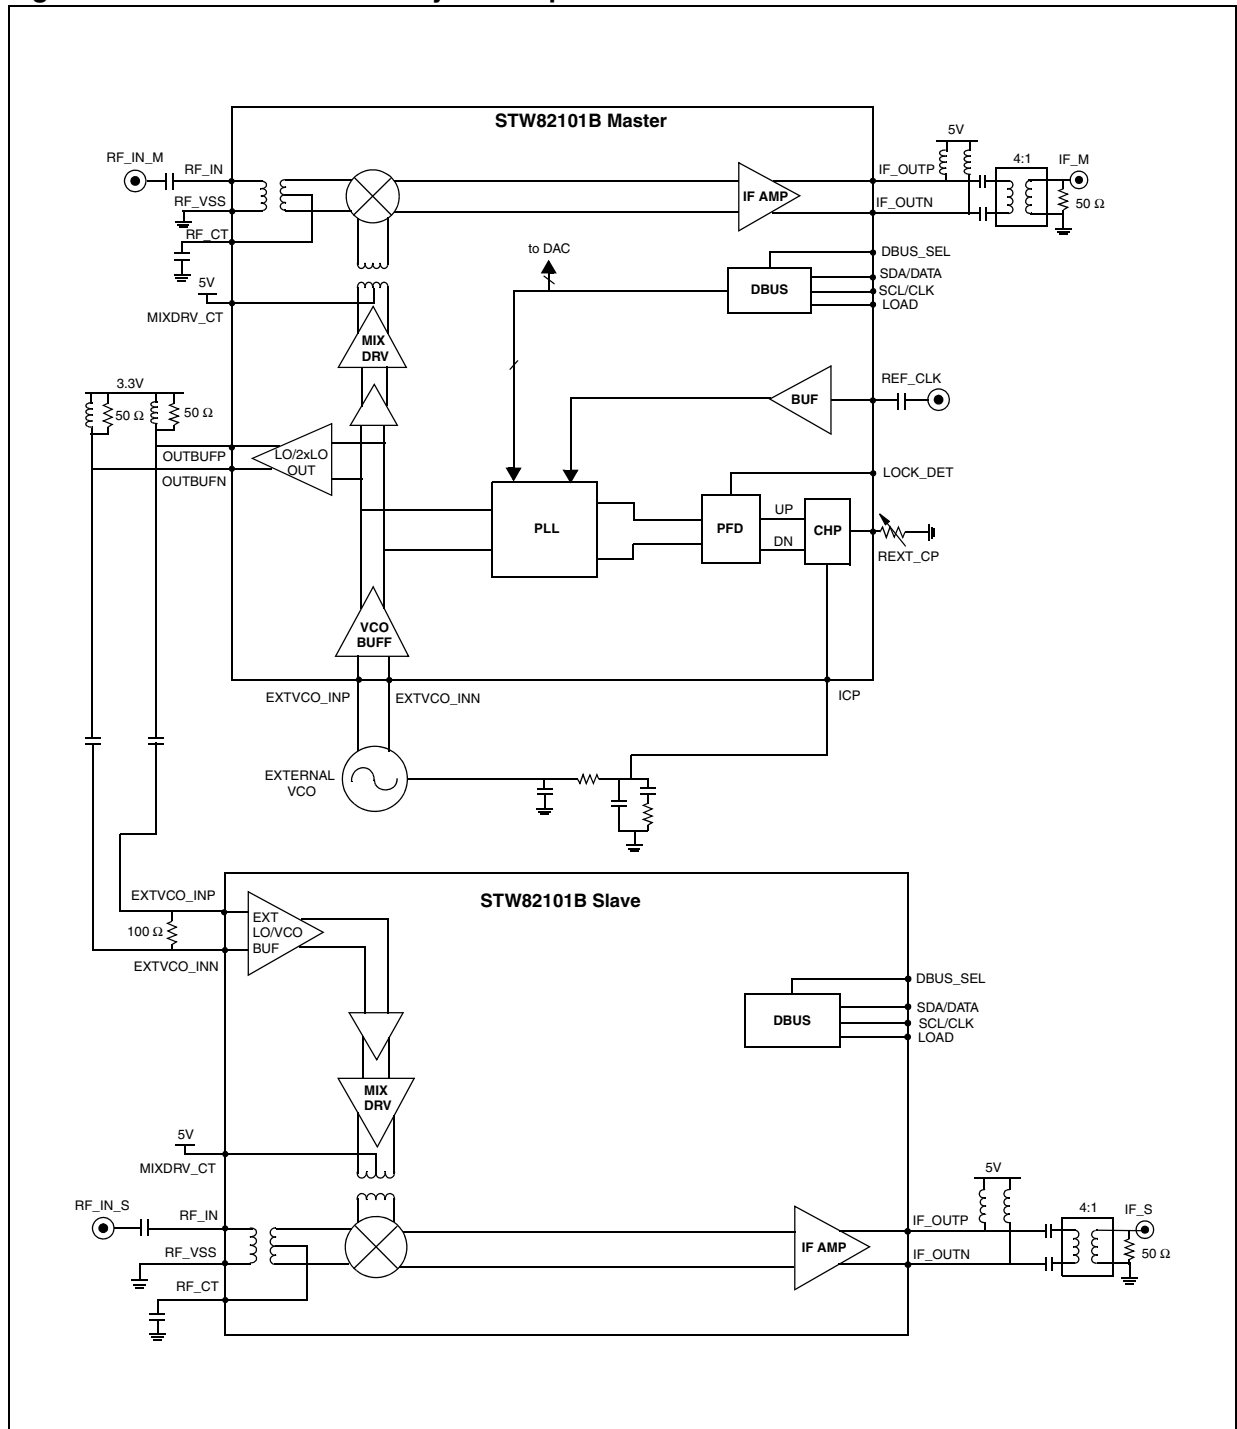 STW82101B Master
RF_IN_M
RF_IN
RF_VSS
RF_CT
5V
MIXDRV_CT
IF AMP
5V
IF_OUTP
IF_OUTN
4:1
IF_M
50 Ω
to DAC
DBUS
DBUS_SEL
SDA/DATA
SCL/CLK
LOAD
MIX
DRV
BUF
REF_CLK
3.3V
50 Ω
50 Ω
OUTBUFP
OUTBUFN
LO/2xLO
OUT
PLL
PFD
UP
DN
CHP
LOCK_DET
REXT_CP
VCO
BUFF
EXTVCO_INP
EXTVCO_INN
ICP
EXTERNAL
VCO
STW82101B Slave
EXTVCO_INP
100 Ω
EXTVCO_INN
EXT
LO/VCO
BUF
DBUS
DBUS_SEL
SDA/DATA
SCL/CLK
LOAD
MIX
DRV
5V
MIXDRV_CT
RF_IN_S
RF_IN
RF_VSS
RF_CT
IF AMP
5V
IF_OUTP
IF_OUTN
4:1
IF_S
50 Ω